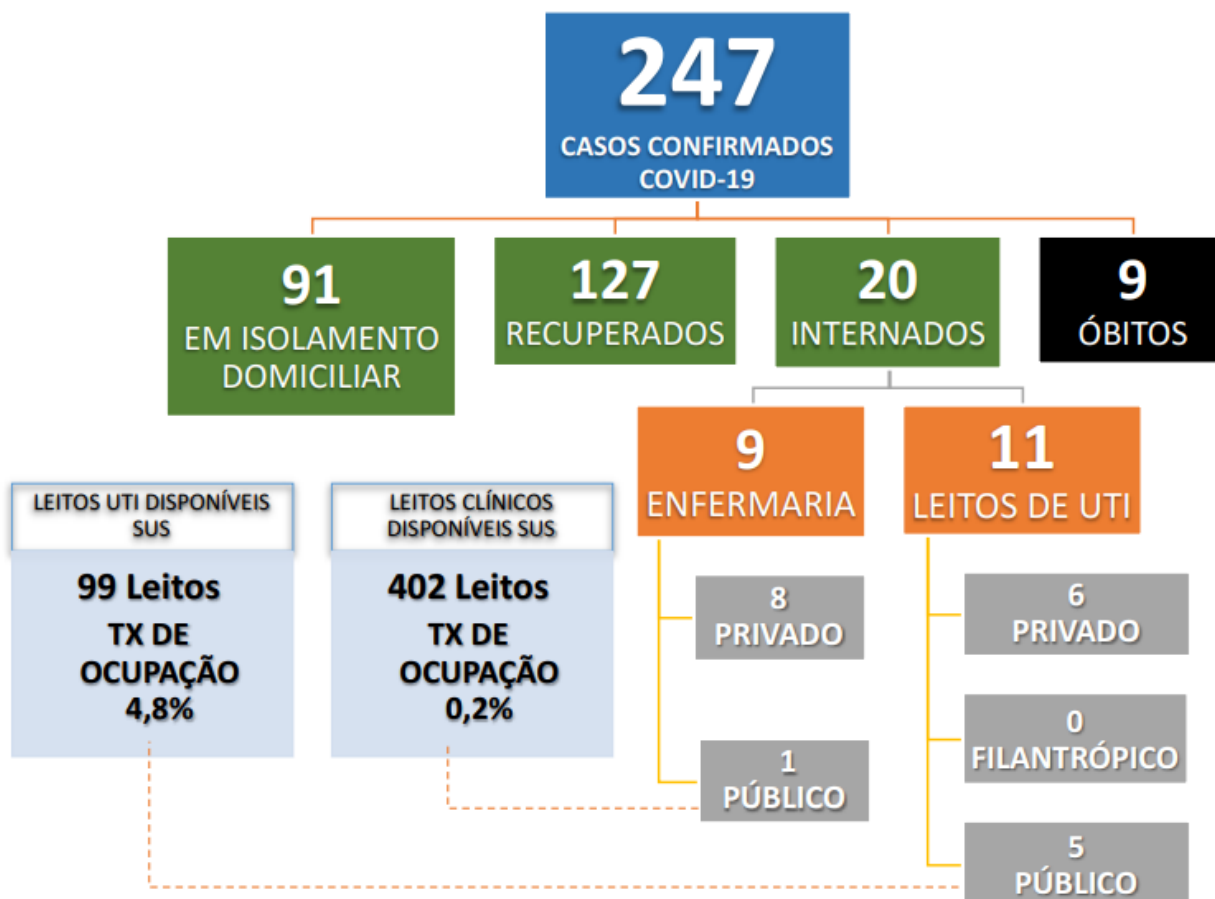 247
CASOS CONFIRMADOS
COVID-19
91
EM ISOLAMENTO
DOMICILIAR
127
RECUPERADOS
20
INTERNADOS
9
ÓBITOS
9
ENFERMARIA
11
LEITOS DE UTI
LEITOS UTI DISPONÍVEIS
SUS
99 Leitos
TX DE
OCUPAÇÃO
4,8%
LEITOS CLÍNICOS
DISPONÍVEIS SUS
402 Leitos
TX DE
OCUPAÇÃO
0,2%
8
PRIVADO
1
PÚBLICO
6
PRIVADO
0
FILANTRÓPICO
5
PÚBLICO